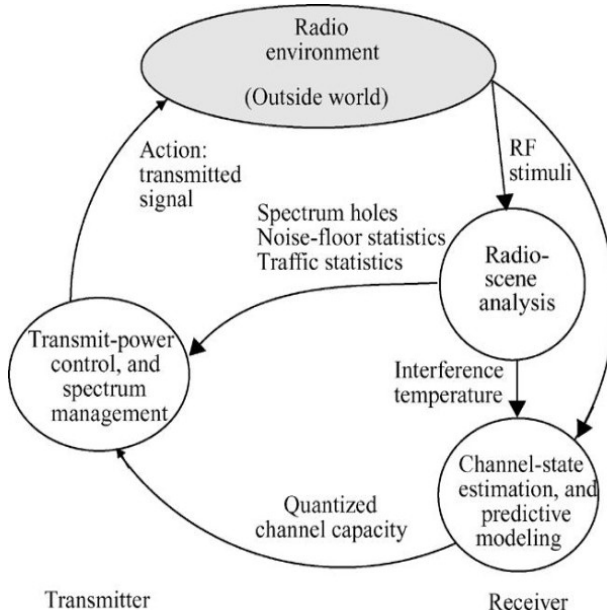 Radio
environment
(Outside world)
Action:
transmitted
signal
RF
stimuli
Spectrum holes
Noise-floor statistics
Traffic statistics
Radio-
scene
analysis
Transmit-power
control, and
spectrum
management
Interference
temperature
Channel-state
estimation, and
predictive
modeling
Quantized
channel capacity
Transmitter
Receiver